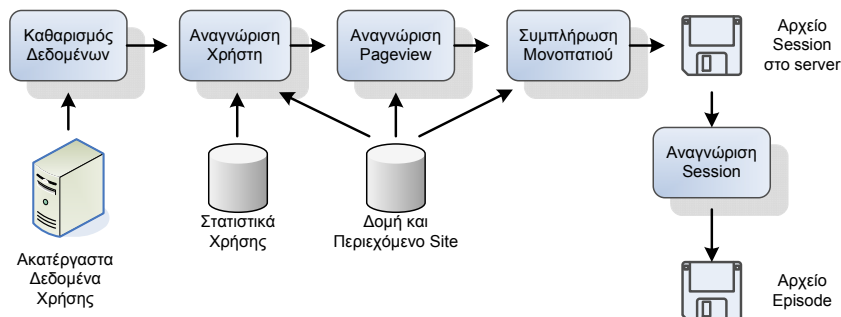 Καθαρισμός
Δεδομένων
Αναγνώριση
Χρήστη
Αναγνώριση
Pageview
Συμπλήρωση
Μονοπατιού
Αρχείο
Session
στο server
Αναγνώριση
Session
Στατιστικά
Χρήσης
Δομή και
Περιεχόμενο Site
Ακατέργαστα
Δεδομένα
Χρήσης
Αρχείο
Episode